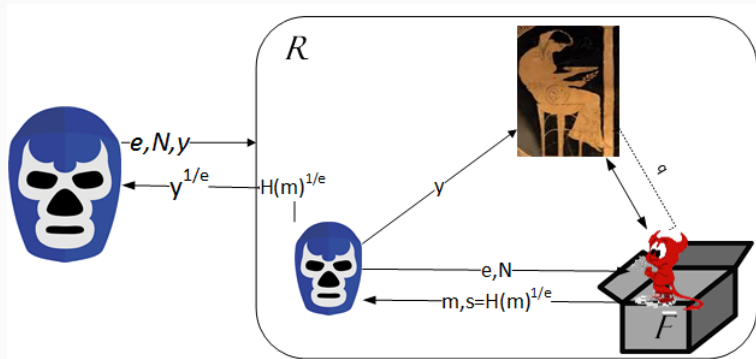 R
e,N,y
y^{1/e}
H(m)^{1/e}
y
q
e,N
m,s=H(m)^{1/e}
F